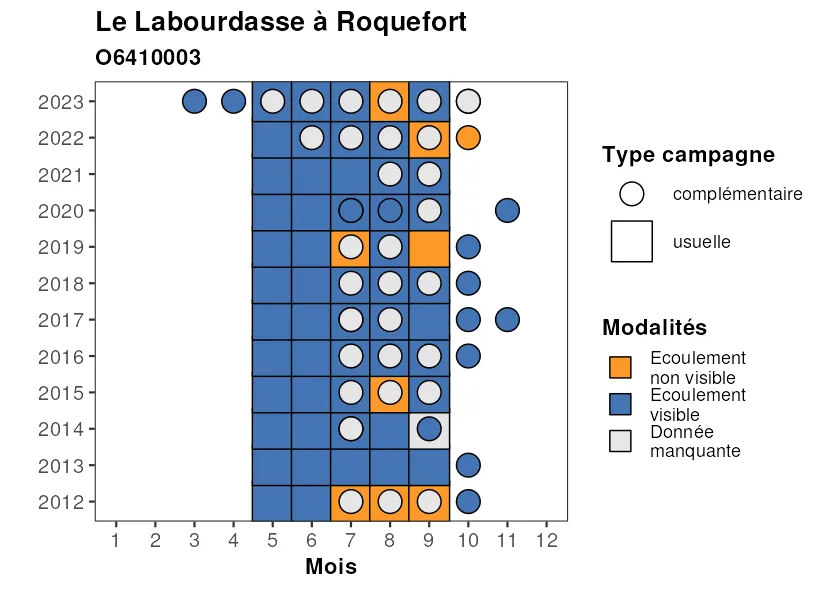 Le Labourdasse à Roquefort
O6410003
2023
2022
2021
2020
2019
2018
2017
2016
2015
2014
2013
2012
1 2 3 4 5 6 7 8 9 10 11 12
Mois
Type campagne
complémentaire
usuelle
Modalités
Ecoulement
non visible
Ecoulement
visible
Donnée
manquante